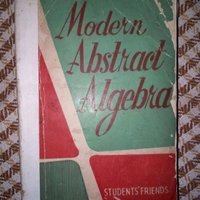 Modern
Abstract
Algebra
STUDENTS' FRIENDS